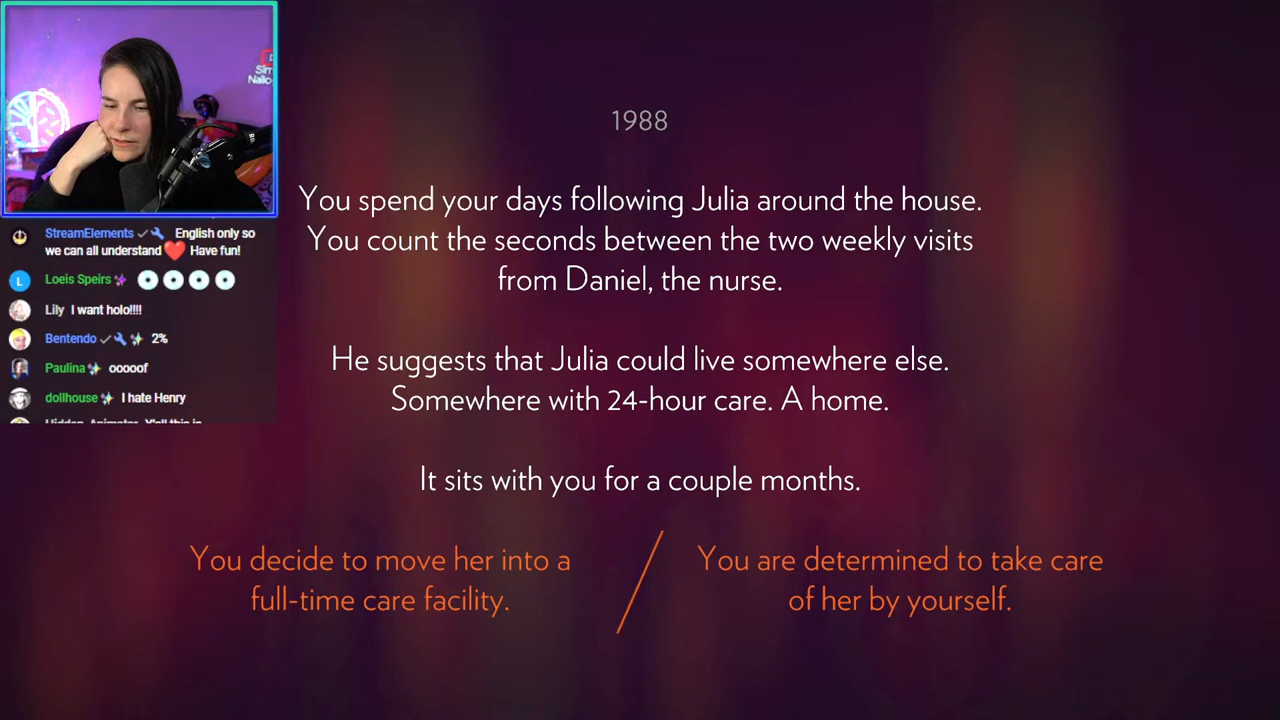 1988
You spend your days following Julia around the house.
You count the seconds between the two weekly visits
from Daniel, the nurse.
He suggests that Julia could live somewhere else.
Somewhere with 24-hour care. A home.
It sits with you for a couple months.
You decide to move her into a
full-time care facility.
You are determined to take care
of her by yourself.
StreamElements English only so
we can all understand ❤️ Have fun!
L Loeis Speirs
Lily I want holo!!!!
Bentendo 2%
Paulina ooooof
dollhouse I hate Henry